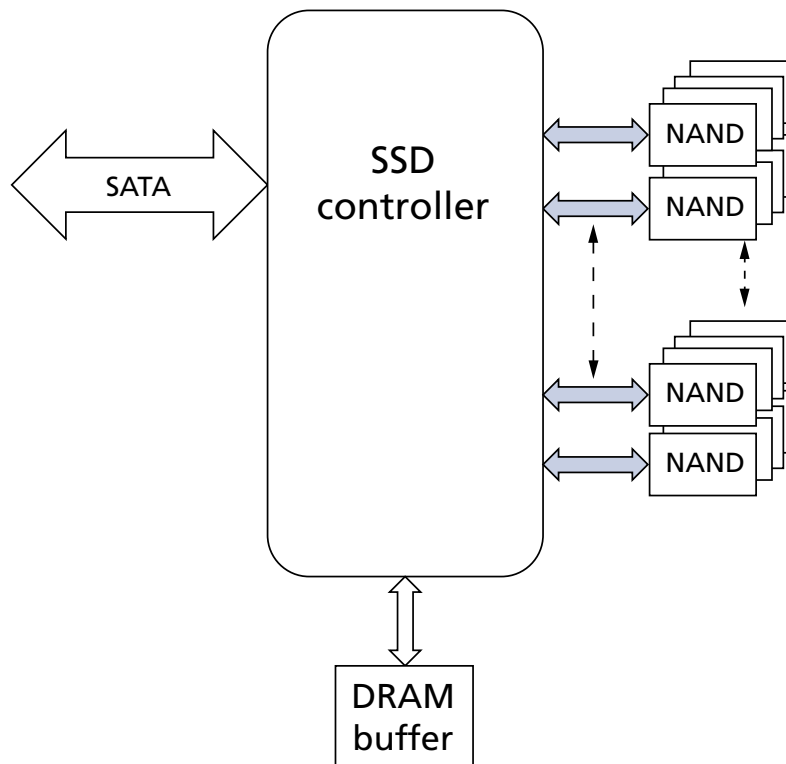 SATA
SSD
controller
NAND
NAND
NAND
NAND
DRAM
buffer